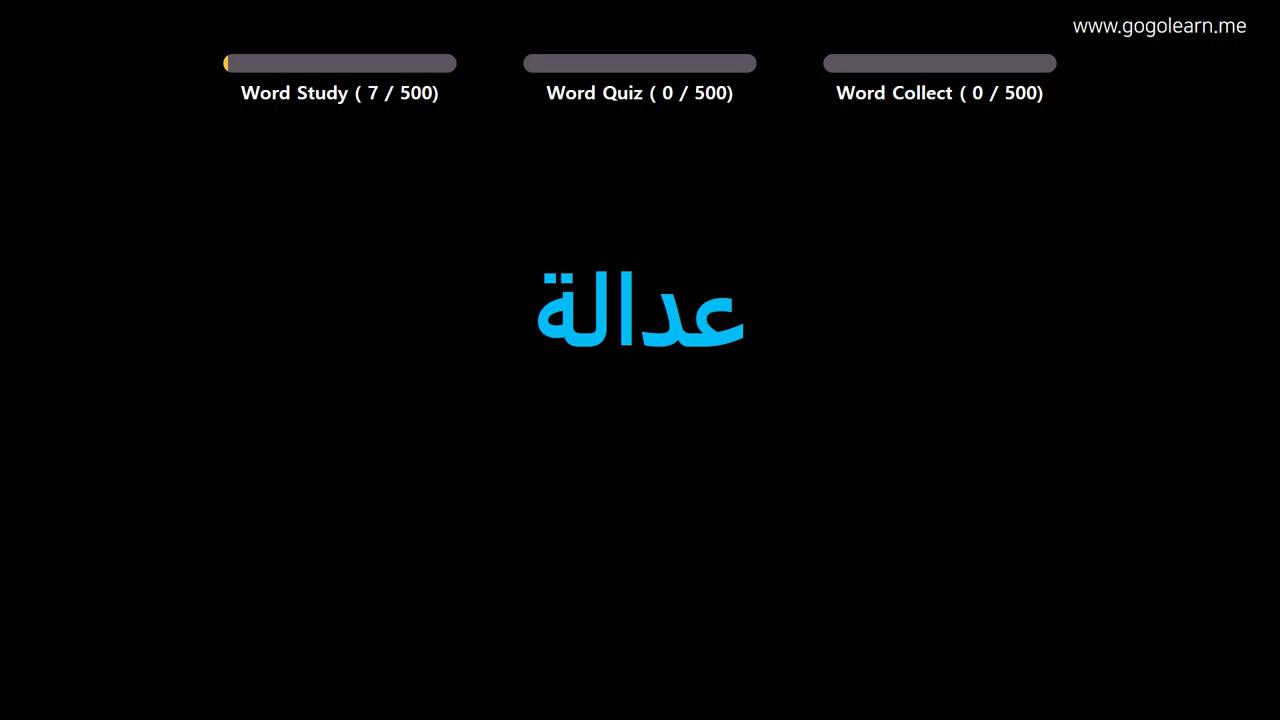 www.gogolearn.me
Word Study ( 7 / 500)
Word Quiz ( 0 / 500)
Word Collect ( 0 / 500)
عدالة